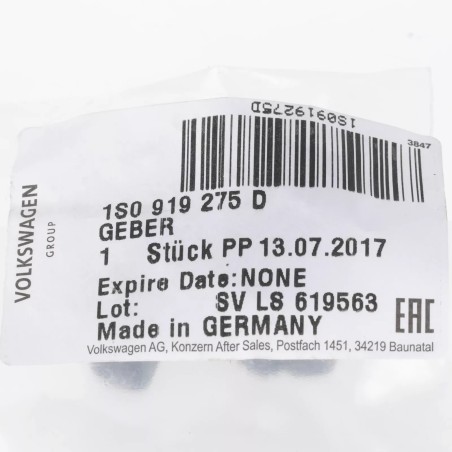 1S0919275D
3847
VOLKSWAGEN
GROUP
1S0 919 275 D
GEBER
1 Stück PP 13.07.2017
Expire Date:NONE
Lot: SV LS 619563
Made in GERMANY
EAC
Volkswagen AG, Konzern After Sales, Postfach 1451, 34219 Baunatal